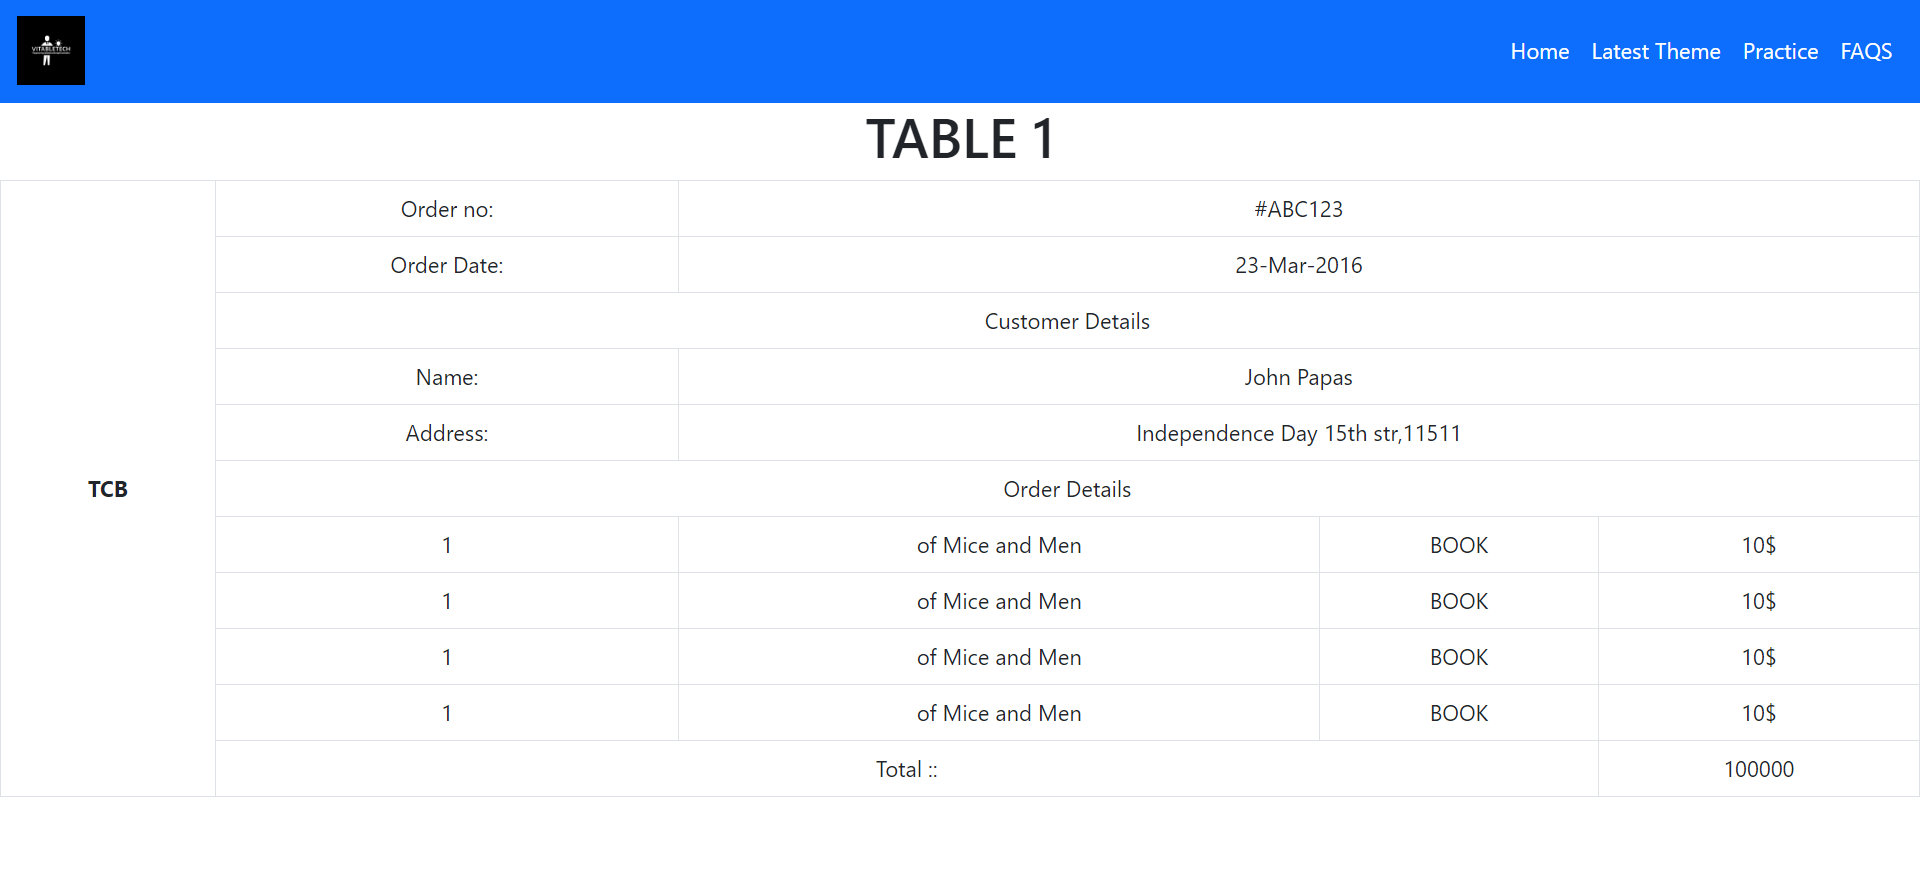 VITABLETECH
Home Latest Theme Practice FAQS
TABLE 1
TCB
Order no: #ABC123
Order Date: 23-Mar-2016
Customer Details
Name: John Papas
Address: Independence Day 15th str,11511
Order Details
1 of Mice and Men BOOK 10$
1 of Mice and Men BOOK 10$
1 of Mice and Men BOOK 10$
1 of Mice and Men BOOK 10$
Total :: 100000